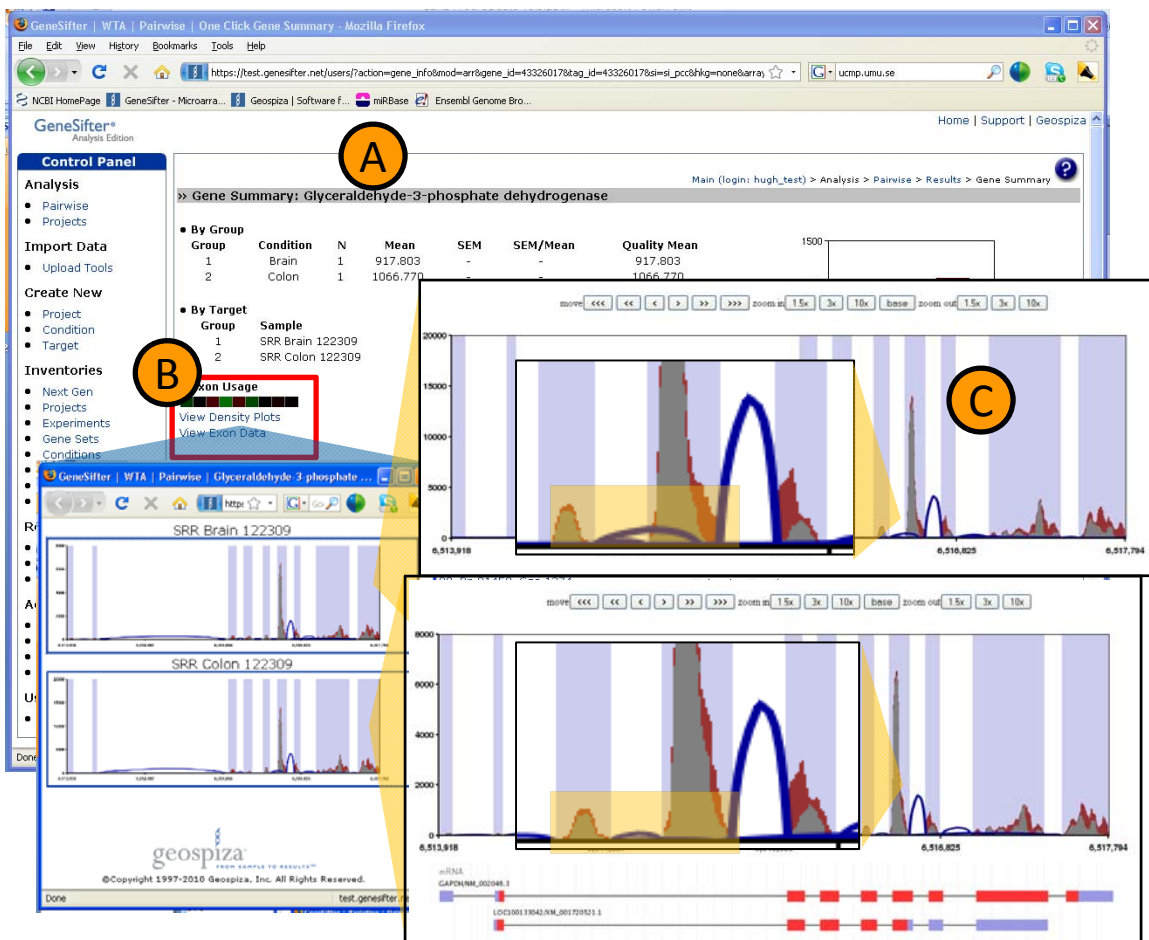 GeneSifter | WTA | Pairwise | One Click Gene Summary - Mozilla Firefox
File Edit View History Bookmarks Tools Help
https://test.genesifter.net/users/?action=gene_info&mod=arr&gene_id=43326017&tag_id=43326017&si=si_pcc&hkg=none&array
ucmp.umu.se
NCBI HomePage GeneSifter - Microarra... Geospiza | Software f... miRBase Ensembl Genome Bro...
GeneSifter®
Analysis Edition
Home | Support | Geospiza
A
Control Panel
Analysis
Pairwise
Projects
Import Data
Upload Tools
Create New
Project
Condition
Target
Inventories
Next Gen
Projects
Experiments
Gene Sets
Conditions
Main (login: hugh_test) > Analysis > Pairwise > Results > Gene Summary
» Gene Summary: Glyceraldehyde-3-phosphate dehydrogenase
By Group
Group Condition N Mean SEM SEM/Mean Quality Mean
1 Brain 1 917.803 - - 917.803
2 Colon 1 1066.770 - - 1066.770
1500
By Target
Group Sample
1 SRR Brain 122309
2 SRR Colon 122309
B
Exon Usage
View Density Plots
View Exon Data
Done
GeneSifter | WTA | Pairwise | Glyceraldehyde-3-phosphate ...
http:
SRR Brain 122309
SRR Colon 122309
geospiza
FROM SAMPLE TO RESULTS™
©Copyright 1997-2010 Geospiza, Inc. All Rights Reserved.
Done test.genesifter.ne
move <<< << < > >> >>> zoom in 1.5x 3x 10x base zoom out 1.5x 3x 10x
C
20000
15000
10000
5000
0
6,513,918 6,516,825 6,517,794
move <<< << < > >> >>> zoom in 1.5x 3x 10x base zoom out 1.5x 3x 10x
8000
6000
4000
2000
0
6,513,918 6,516,825 6,517,794
mRNA
GAPDH/NM_002046.3
LOC100133042/XM_001720521.1